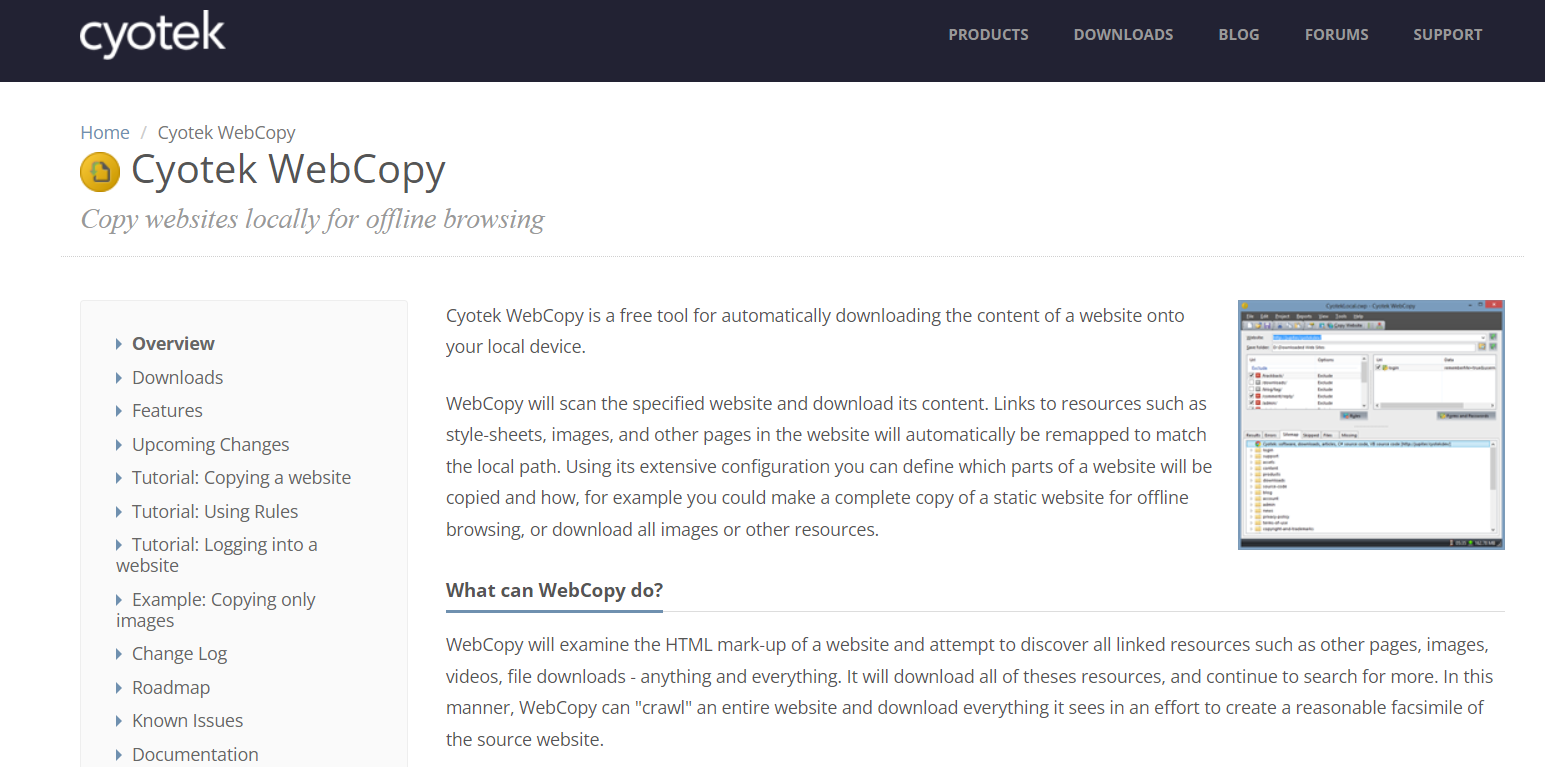 cyotek
PRODUCTS DOWNLOADS BLOG FORUMS SUPPORT
Home / Cyotek WebCopy
Cyotek WebCopy
Copy websites locally for offline browsing
Overview
Downloads
Features
Upcoming Changes
Tutorial: Copying a website
Tutorial: Using Rules
Tutorial: Logging into a
website
Example: Copying only
images
Change Log
Roadmap
Known Issues
Documentation
Cyotek WebCopy is a free tool for automatically downloading the content of a website onto
your local device.
WebCopy will scan the specified website and download its content. Links to resources such as
style-sheets, images, and other pages in the website will automatically be remapped to match
the local path. Using its extensive configuration you can define which parts of a website will be
copied and how, for example you could make a complete copy of a static website for offline
browsing, or download all images or other resources.
What can WebCopy do?
WebCopy will examine the HTML mark-up of a website and attempt to discover all linked resources such as other pages, images,
videos, file downloads - anything and everything. It will download all of theses resources, and continue to search for more. In this
manner, WebCopy can "crawl" an entire website and download everything it sees in an effort to create a reasonable facsimile of
the source website.